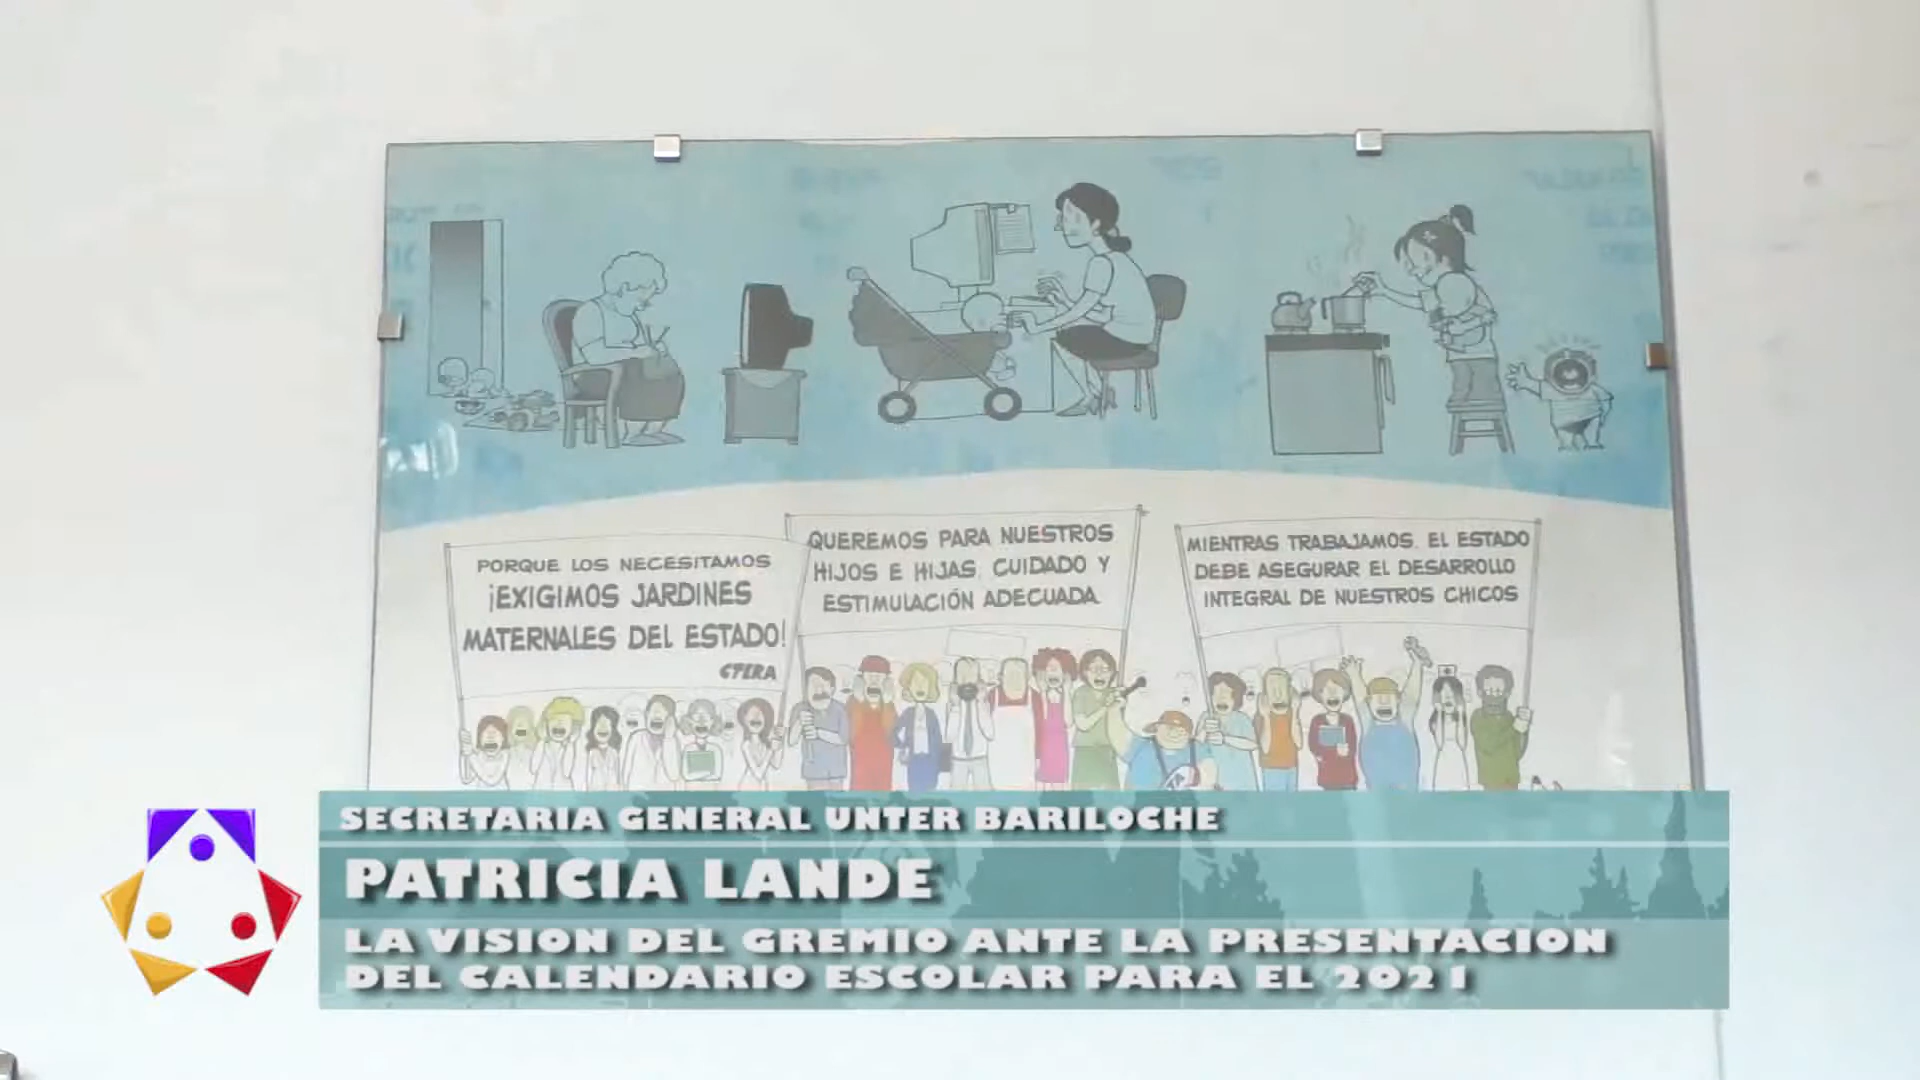 PORQUE LOS NECESITAMOS
¡EXIGIMOS JARDINES
MATERNALES DEL ESTADO!
CTERA
QUEREMOS PARA NUESTROS
HIJOS E HIJAS, CUIDADO Y
ESTIMULACIÓN ADECUADA
MIENTRAS TRABAJAMOS, EL ESTADO
DEBE ASEGURAR EL DESARROLLO
INTEGRAL DE NUESTROS CHICOS
SECRETARIA GENERAL UNTER BARILOCHE
PATRICIA LANDE
LA VISION DEL GREMIO ANTE LA PRESENTACION
DEL CALENDARIO ESCOLAR PARA EL 2021